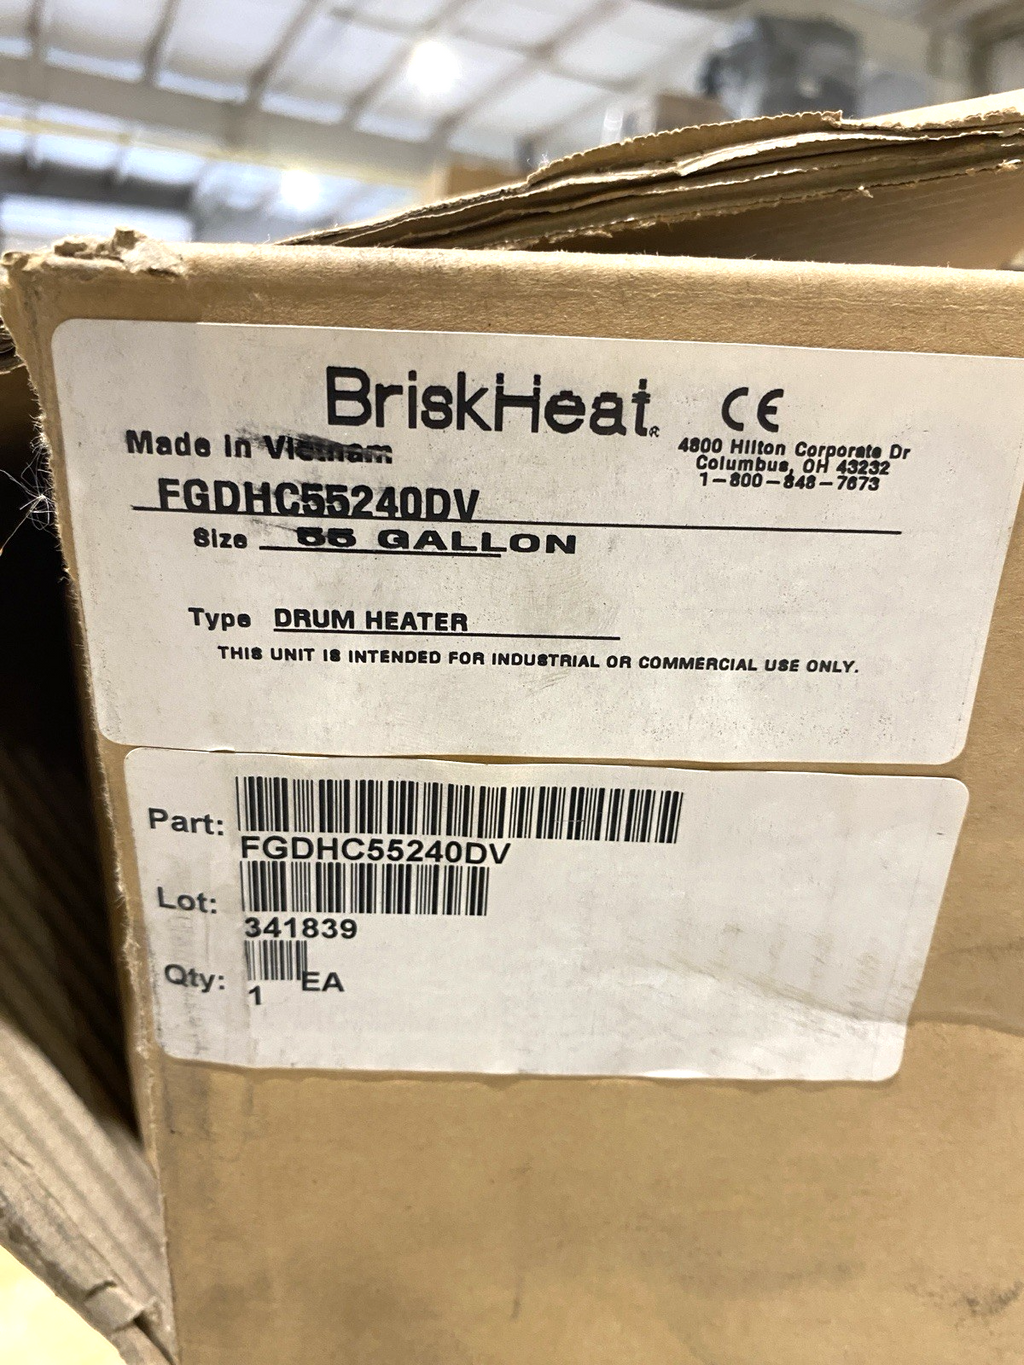 BriskHeat® CE
Made in Vietnam
4800 Hilton Corporate Dr
Columbus, OH 43232
1-800-848-7673
FGDHC55240DV
Size 55 GALLON
Type DRUM HEATER
THIS UNIT IS INTENDED FOR INDUSTRIAL OR COMMERCIAL USE ONLY.
Part:
FGDHC55240DV
Lot:
341839
Qty: EA
1